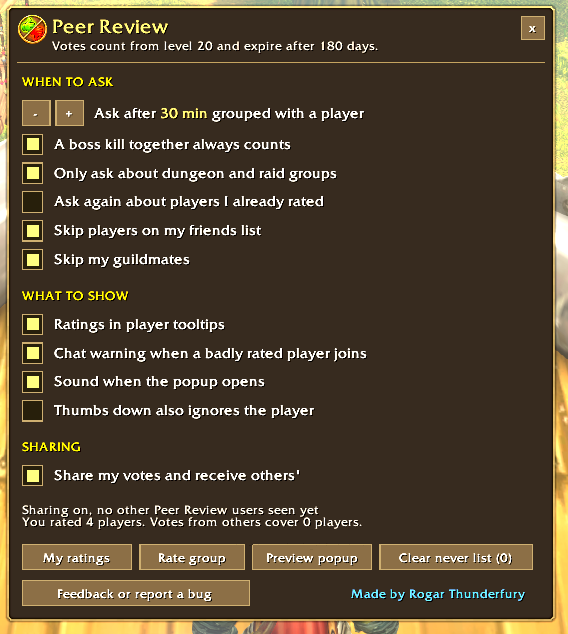 Peer Review
Votes count from level 20 and expire after 180 days.
x
WHEN TO ASK
- + Ask after 30 min grouped with a player
A boss kill together always counts
Only ask about dungeon and raid groups
Ask again about players I already rated
Skip players on my friends list
Skip my guildmates
WHAT TO SHOW
Ratings in player tooltips
Chat warning when a badly rated player joins
Sound when the popup opens
Thumbs down also ignores the player
SHARING
Share my votes and receive others'
Sharing on, no other Peer Review users seen yet
You rated 4 players. Votes from others cover 0 players.
My ratings Rate group Preview popup Clear never list (0)
Feedback or report a bug Made by Rogar Thunderfury